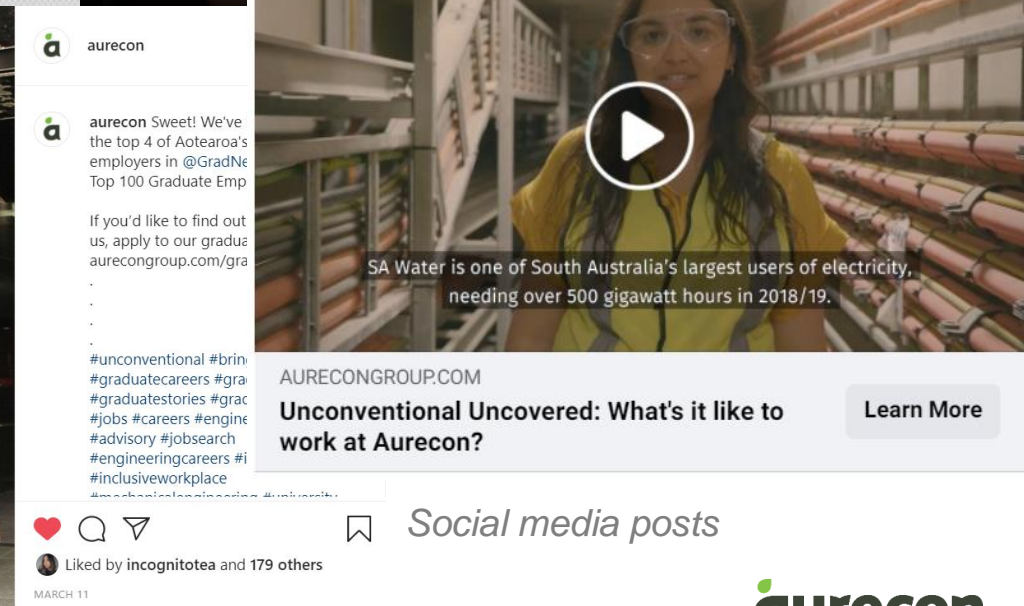 aurecon
aurecon Sweet! We've
the top 4 of Aotearoa's
employers in @GradNe
Top 100 Graduate Emp
If you'd like to find out
us, apply to our gradua
aurecongroup.com/gra
.
.
.
.
#unconventional #brin
#graduatecareers #gra
#graduatestories #grad
#jobs #careers #engine
#advisory #jobsearch
#engineeringcareers #i
#inclusiveworkplace
#mechanicalengineering #university
Liked by incognitotea and 179 others
MARCH 11
SA Water is one of South Australia's largest users of electricity,
needing over 500 gigawatt hours in 2018/19.
AURECONGROUP.COM
Unconventional Uncovered: What's it like to
work at Aurecon?
Learn More
Social media posts
aurecon